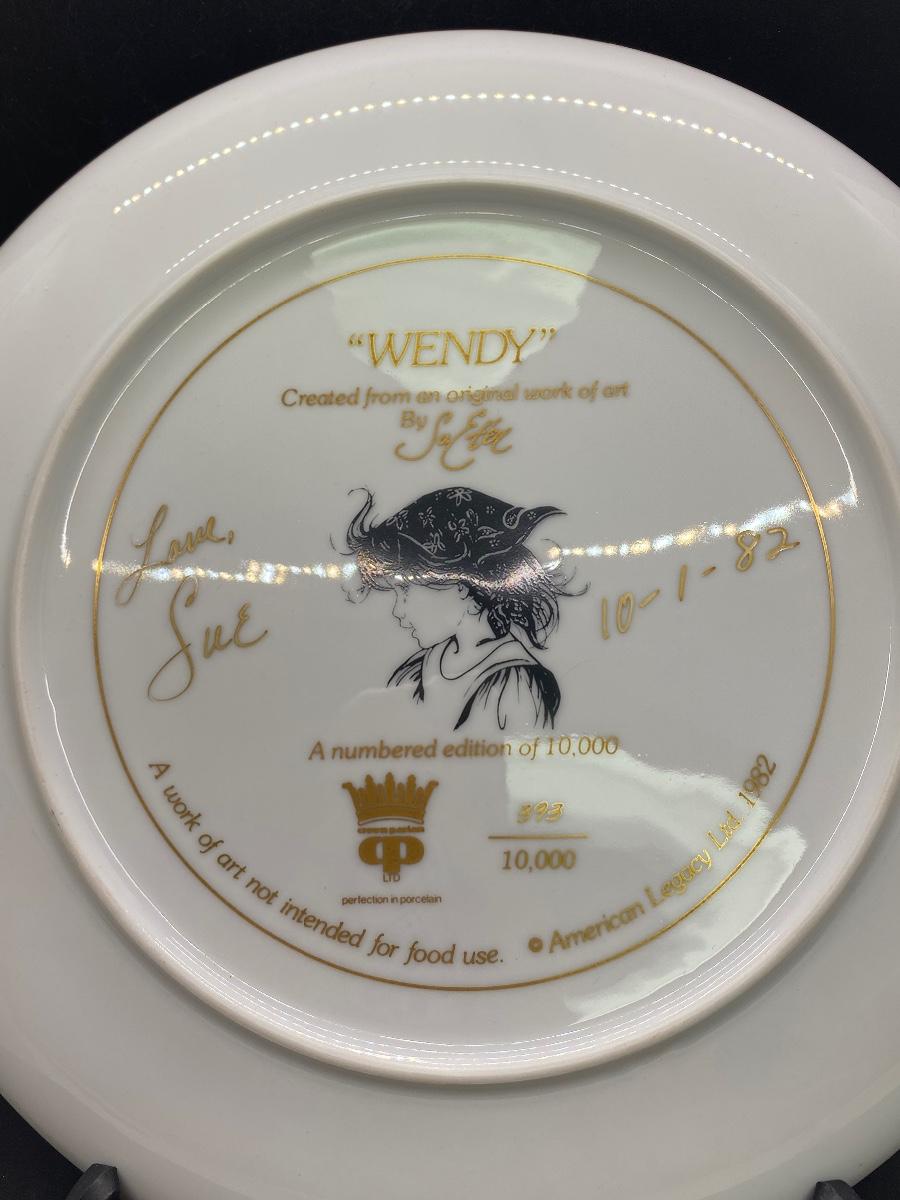 "WENDY"
Created from an original work of art
By Sue Etém
Love,
Sue
10-1-82
A numbered edition of 10,000
crown parian
cp
LTD
perfection in porcelain
393
10,000
A work of art not intended for food use.
© American Legacy Ltd. 1982